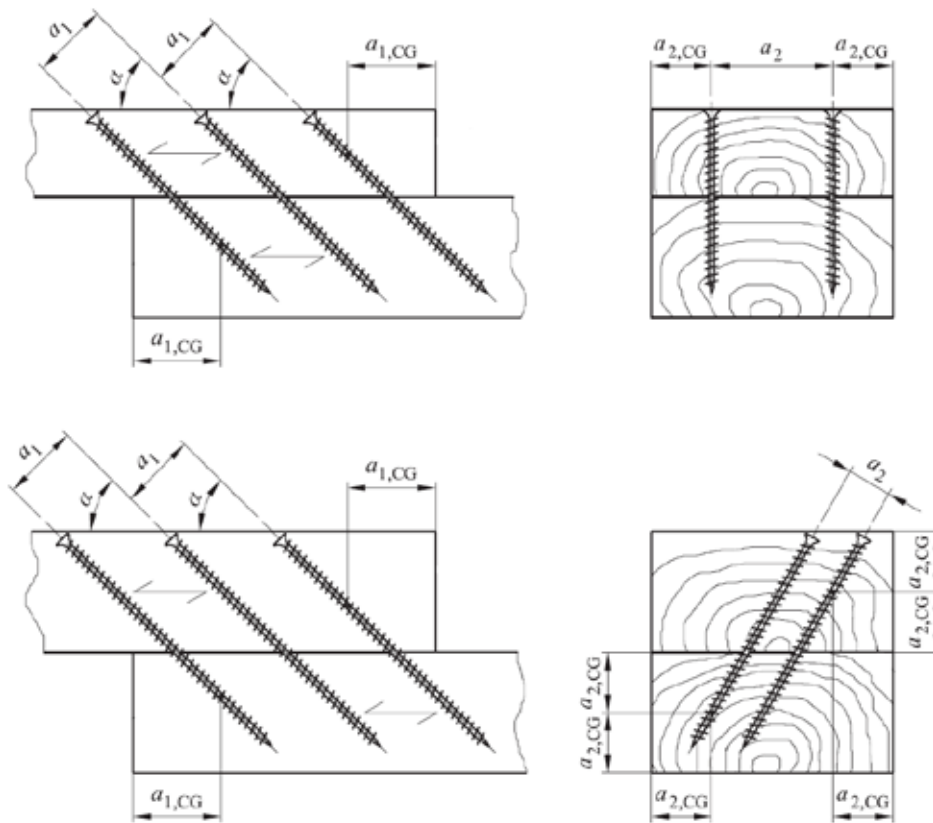 a₁ a₁ a₁,CG
α α
a₁,CG
a₂,CG a₂ a₂,CG
a₁ a₁ a₁,CG
α α
a₁,CG
a₂
a₂,CG
a₂,CG
a₂,CG
a₂,CG
a₂,CG a₂,CG